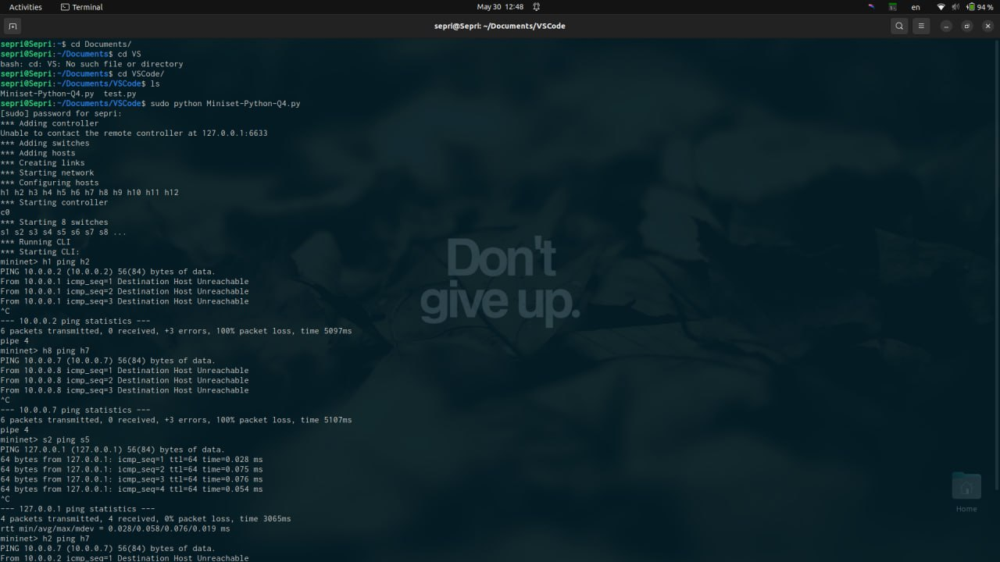 Activities
Terminal
May 30 12:48
en
94 %
sepri@Sepri: ~/Documents/VSCode
sepri@Sepri:~$ cd Documents/
sepri@Sepri:~/Documents$ cd VS
bash: cd: VS: No such file or directory
sepri@Sepri:~/Documents$ cd VSCode/
sepri@Sepri:~/Documents/VSCode$ ls
Miniset-Python-Q4.py  test.py
sepri@Sepri:~/Documents/VSCode$ sudo python Miniset-Python-Q4.py
[sudo] password for sepri:
*** Adding controller
Unable to contact the remote controller at 127.0.0.1:6633
*** Adding switches
*** Adding hosts
*** Creating links
*** Starting network
*** Configuring hosts
h1 h2 h3 h4 h5 h6 h7 h8 h9 h10 h11 h12
*** Starting controller
c0
*** Starting 8 switches
s1 s2 s3 s4 s5 s6 s7 s8 ...
*** Running CLI
*** Starting CLI:
mininet> h1 ping h2
PING 10.0.0.2 (10.0.0.2) 56(84) bytes of data.
From 10.0.0.1 icmp_seq=1 Destination Host Unreachable
From 10.0.0.1 icmp_seq=2 Destination Host Unreachable
From 10.0.0.1 icmp_seq=3 Destination Host Unreachable
^C
--- 10.0.0.2 ping statistics ---
6 packets transmitted, 0 received, +3 errors, 100% packet loss, time 5097ms
pipe 4
mininet> h8 ping h7
PING 10.0.0.7 (10.0.0.7) 56(84) bytes of data.
From 10.0.0.8 icmp_seq=1 Destination Host Unreachable
From 10.0.0.8 icmp_seq=2 Destination Host Unreachable
From 10.0.0.8 icmp_seq=3 Destination Host Unreachable
^C
--- 10.0.0.7 ping statistics ---
6 packets transmitted, 0 received, +3 errors, 100% packet loss, time 5107ms
pipe 4
mininet> s2 ping s5
PING 127.0.0.1 (127.0.0.1) 56(84) bytes of data.
64 bytes from 127.0.0.1: icmp_seq=1 ttl=64 time=0.028 ms
64 bytes from 127.0.0.1: icmp_seq=2 ttl=64 time=0.075 ms
64 bytes from 127.0.0.1: icmp_seq=3 ttl=64 time=0.076 ms
64 bytes from 127.0.0.1: icmp_seq=4 ttl=64 time=0.054 ms
^C
--- 127.0.0.1 ping statistics ---
4 packets transmitted, 4 received, 0% packet loss, time 3065ms
rtt min/avg/max/mdev = 0.028/0.058/0.076/0.019 ms
mininet> h2 ping h7
PING 10.0.0.7 (10.0.0.7) 56(84) bytes of data.
From 10.0.0.2 icmp_seq=1 Destination Host Unreachable
Don't
give up.
Home